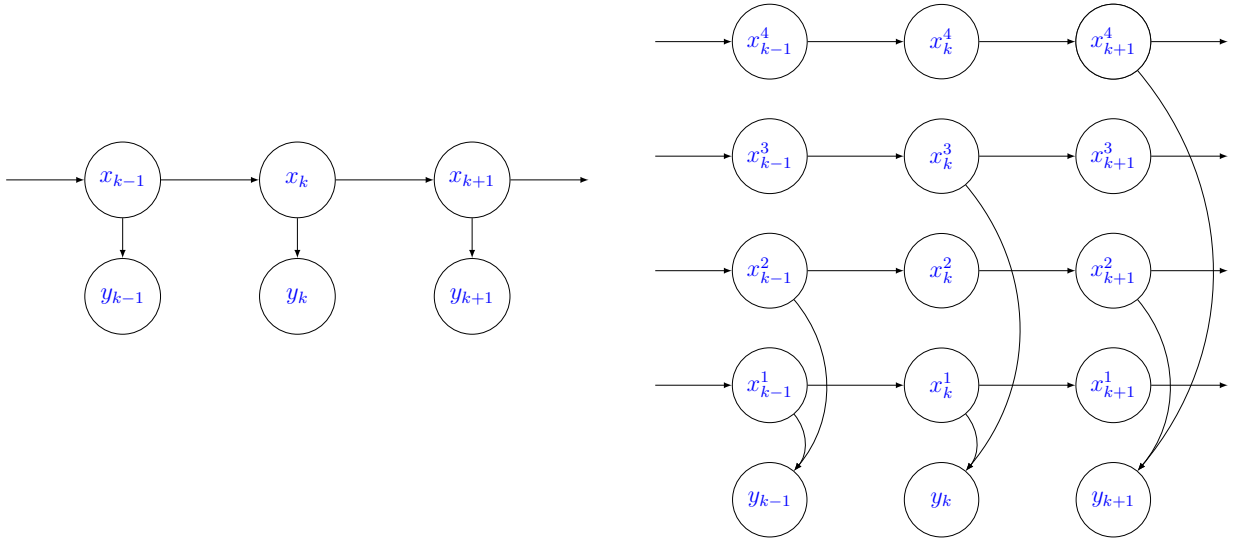 x_{k-1} x_k x_{k+1}
y_{k-1} y_k y_{k+1}
x^4_{k-1} x^4_k x^4_{k+1}
x^3_{k-1} x^3_k x^3_{k+1}
x^2_{k-1} x^2_k x^2_{k+1}
x^1_{k-1} x^1_k x^1_{k+1}
y_{k-1} y_k y_{k+1}